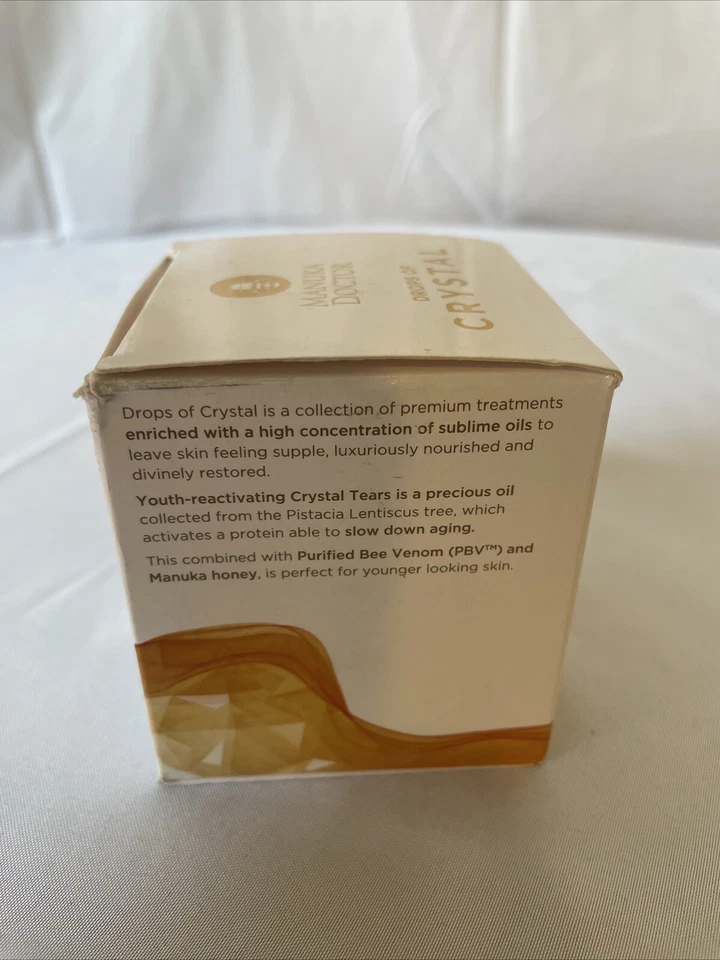 MANUKA
DOCTOR
DROPS OF
CRYSTAL
Drops of Crystal is a collection of premium treatments
enriched with a high concentration of sublime oils to
leave skin feeling supple, luxuriously nourished and
divinely restored.
Youth-reactivating Crystal Tears is a precious oil
collected from the Pistacia Lentiscus tree, which
activates a protein able to slow down aging.
This combined with Purified Bee Venom (PBV™) and
Manuka honey, is perfect for younger looking skin.